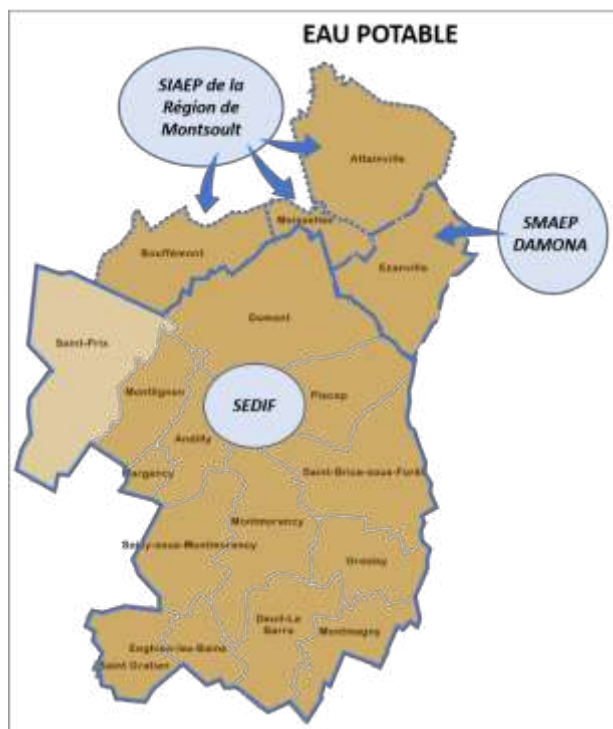 EAU POTABLE
SIAEP de la
Région de
Montsoult
Attainville
SMAEP
DAMONA
Moisselles
Bouffémont
Ezanville
Domont
Saint-Prix
Montlignon
SEDIF
Piscop
Andilly
Margency
Saint-Brice-sous-Forêt
Montmorency
Soisy-sous-Montmorency
Groslay
Deuil-La
Barre
Montmagny
Enghien-les-Bains
Saint Gratien